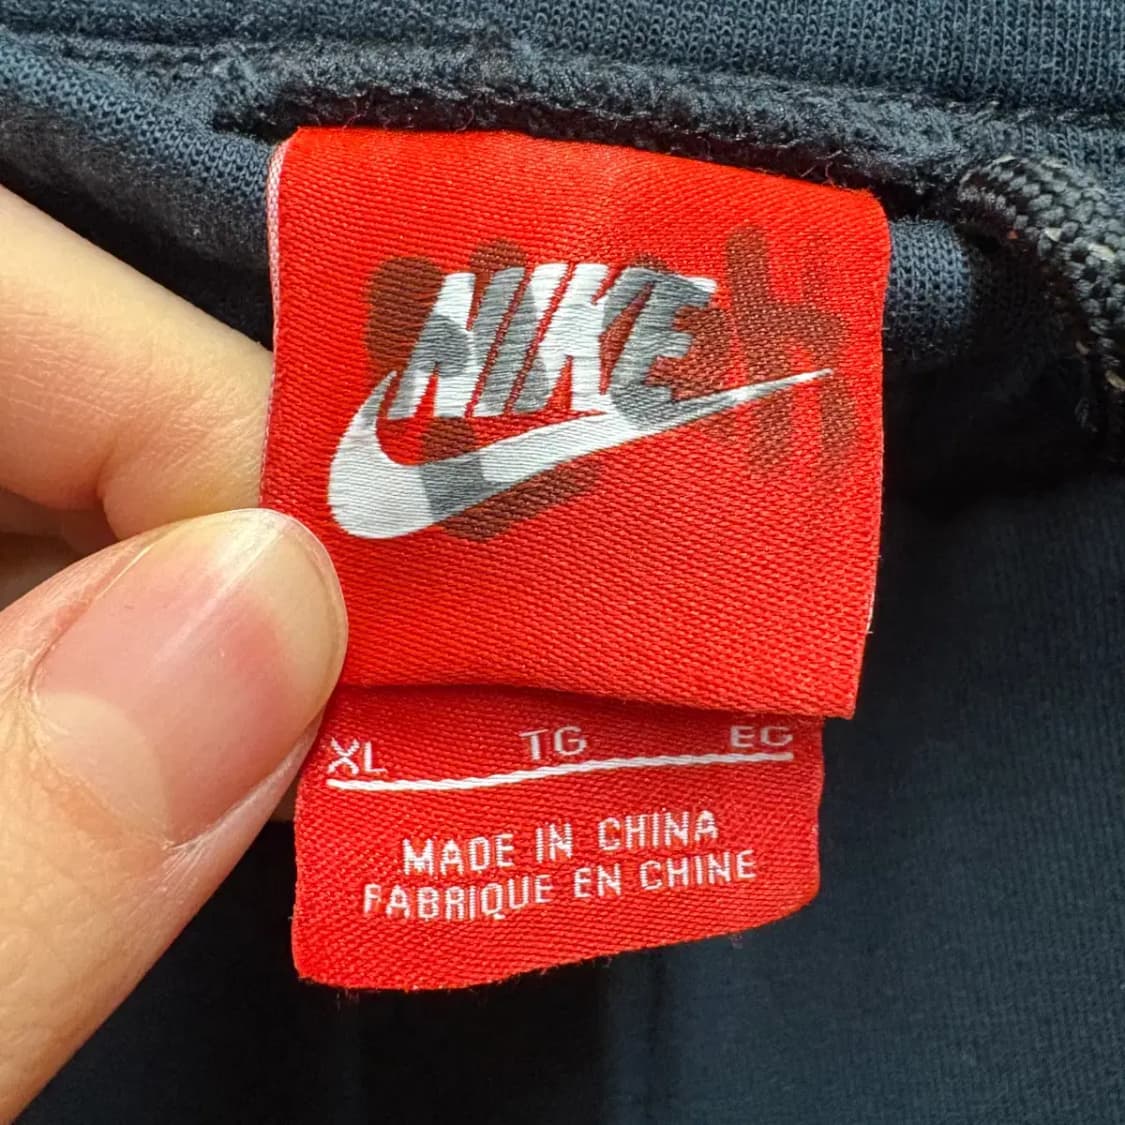 NIKE
XL TG EG
MADE IN CHINA
FABRIQUE EN CHINE